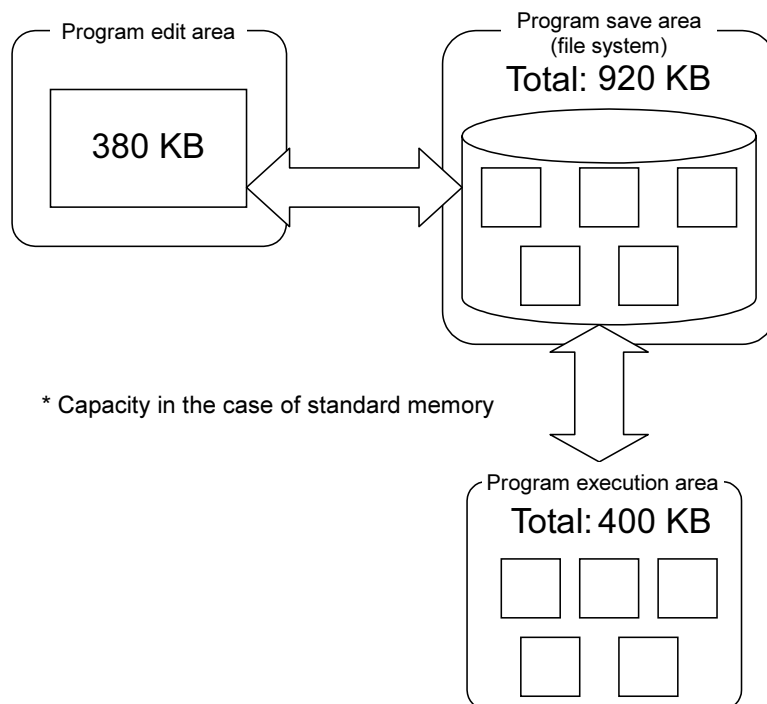 Program edit area
380 KB
Program save area
(file system)
Total: 920 KB
* Capacity in the case of standard memory
Program execution area
Total: 400 KB